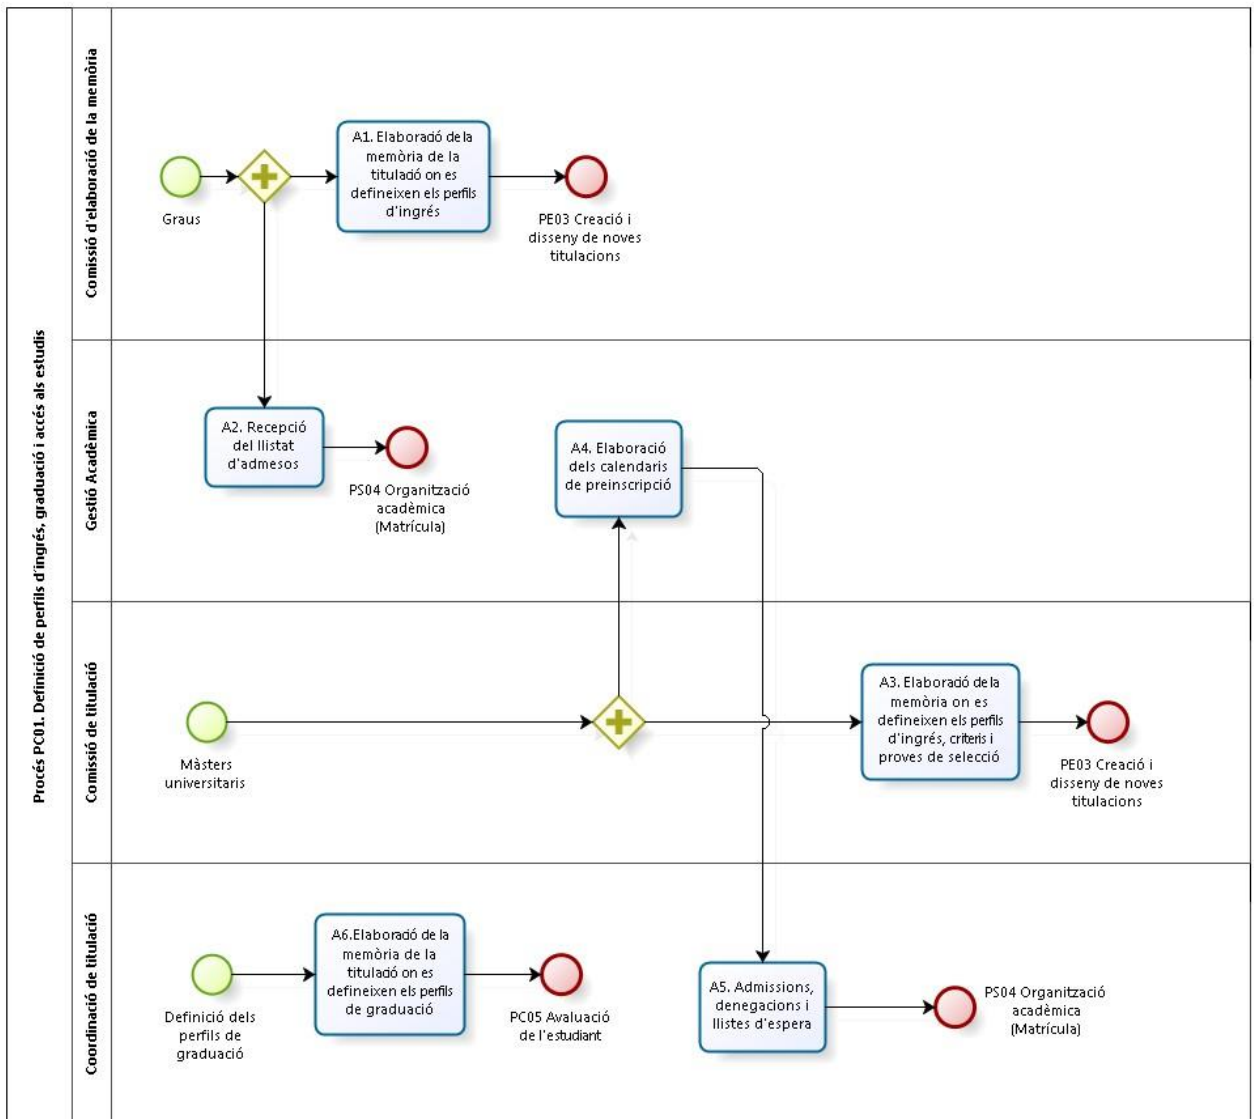 Procés PC01. Definició de perfils d'ingrés, graduació i accés als estudis
Comissió d'elaboració de la memòria
Graus
A1. Elaboració de la
memòria de la
titulació on es
defineixen els perfils
d'ingrés
PE03 Creació i
disseny de noves
titulacions
Gestió Acadèmica
A2. Recepció
del llistat
d'admesos
PS04 Organització
acadèmica
(Matrícula)
A4. Elaboració
dels calendaris
de preinscripció
Comissió de titulació
Màsters
universitaris
A3. Elaboració de la
memòria on es
defineixen els perfils
d'ingrés, criteris i
proves de selecció
PE03 Creació i
disseny de noves
titulacions
Coordinació de titulació
Definició dels
perfils de
graduació
A6.Elaboració de la
memòria de la
titulació on es
defineixen els perfils
de graduació
PC05 Avaluació
de l'estudiant
A5. Admissions,
denegacions i
llistes d'espera
PS04 Organització
acadèmica
(Matrícula)